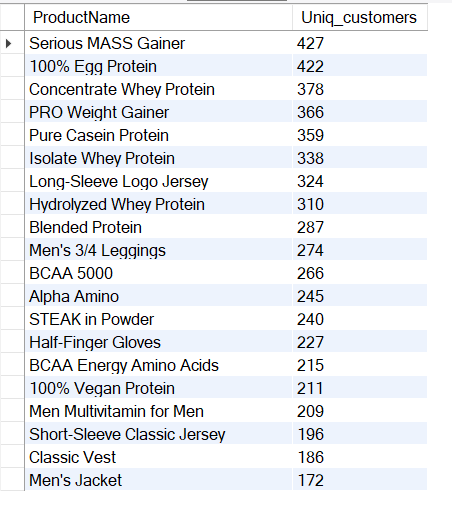 ProductName Uniq_customers
Serious MASS Gainer 427
100% Egg Protein 422
Concentrate Whey Protein 378
PRO Weight Gainer 366
Pure Casein Protein 359
Isolate Whey Protein 338
Long-Sleeve Logo Jersey 324
Hydrolyzed Whey Protein 310
Blended Protein 287
Men's 3/4 Leggings 274
BCAA 5000 266
Alpha Amino 245
STEAK in Powder 240
Half-Finger Gloves 227
BCAA Energy Amino Acids 215
100% Vegan Protein 211
Men Multivitamin for Men 209
Short-Sleeve Classic Jersey 196
Classic Vest 186
Men's Jacket 172